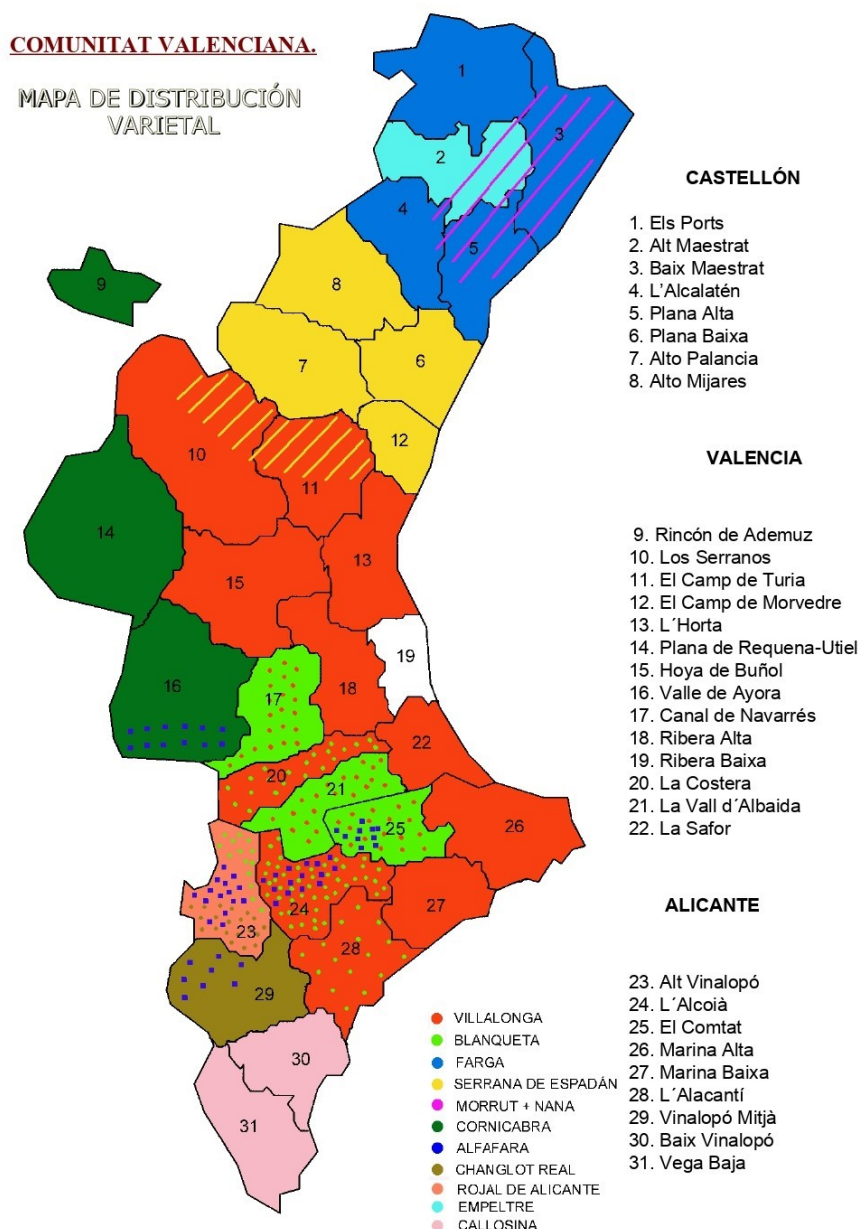 COMUNITAT VALENCIANA.
MAPA DE DISTRIBUCIÓN
VARIETAL
1
2
3
4
5
6
7
8
9
10
11
12
13
14
15
16
17
18
19
20
21
22
23
24
25
26
27
28
29
30
31
CASTELLÓN
1. Els Ports
2. Alt Maestrat
3. Baix Maestrat
4. L'Alcalatén
5. Plana Alta
6. Plana Baixa
7. Alto Palancia
8. Alto Mijares
VALENCIA
9. Rincón de Ademuz
10. Los Serranos
11. El Camp de Turia
12. El Camp de Morvedre
13. L´Horta
14. Plana de Requena-Utiel
15. Hoya de Buñol
16. Valle de Ayora
17. Canal de Navarrés
18. Ribera Alta
19. Ribera Baixa
20. La Costera
21. La Vall d´Albaida
22. La Safor
ALICANTE
23. Alt Vinalopó
24. L´Alcoià
25. El Comtat
26. Marina Alta
27. Marina Baixa
28. L´Alacantí
29. Vinalopó Mitjà
30. Baix Vinalopó
31. Vega Baja
VILLALONGA
BLANQUETA
FARGA
SERRANA DE ESPADÁN
MORRUT + NANA
CORNICABRA
ALFAFARA
CHANGLOT REAL
ROJAL DE ALICANTE
EMPELTRE
CALLOSINA